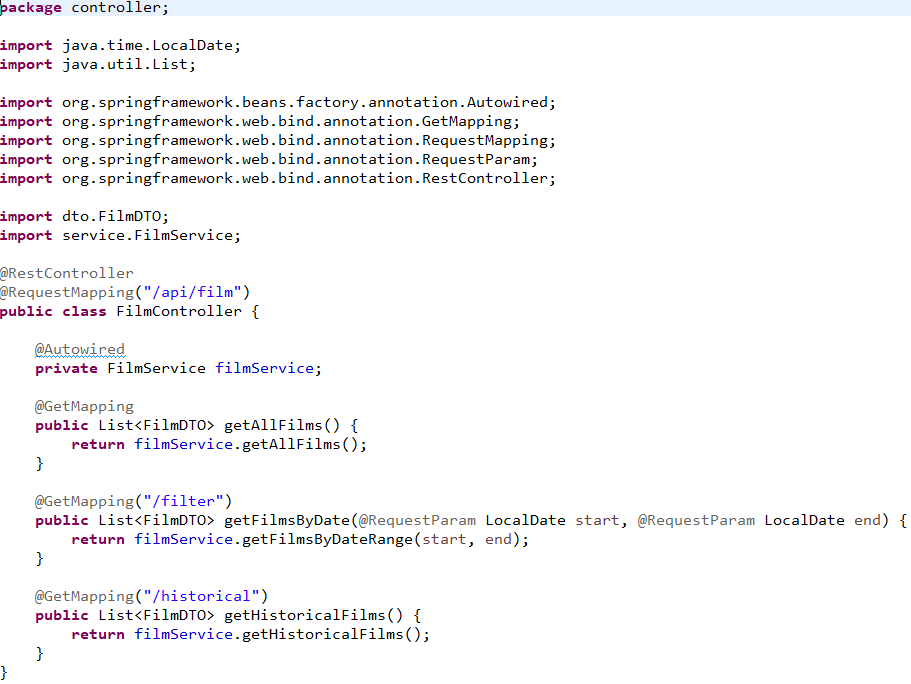 package controller;
import java.time.LocalDate;
import java.util.List;
import org.springframework.beans.factory.annotation.Autowired;
import org.springframework.web.bind.annotation.GetMapping;
import org.springframework.web.bind.annotation.RequestMapping;
import org.springframework.web.bind.annotation.RequestParam;
import org.springframework.web.bind.annotation.RestController;
import dto.FilmDTO;
import service.FilmService;
@RestController
@RequestMapping("/api/film")
public class FilmController {
    @Autowired
    private FilmService filmService;
    @GetMapping
    public List<FilmDTO> getAllFilms() {
        return filmService.getAllFilms();
    }
    @GetMapping("/filter")
    public List<FilmDTO> getFilmsByDate(@RequestParam LocalDate start, @RequestParam LocalDate end) {
        return filmService.getFilmsByDateRange(start, end);
    }
    @GetMapping("/historical")
    public List<FilmDTO> getHistoricalFilms() {
        return filmService.getHistoricalFilms();
    }
}